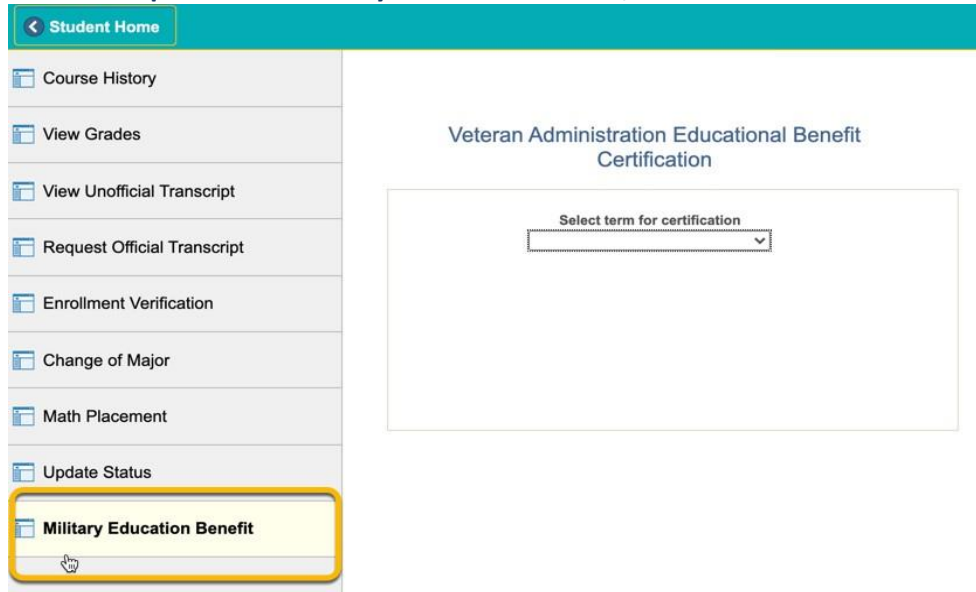 Student Home
Course History
View Grades
View Unofficial Transcript
Request Official Transcript
Enrollment Verification
Change of Major
Math Placement
Update Status
Military Education Benefit
Veteran Administration Educational Benefit
Certification
Select term for certification